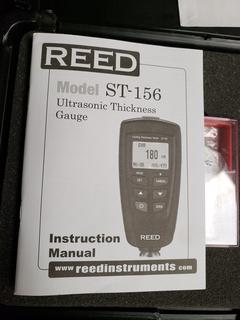 REED
Model ST-156
Ultrasonic Thickness
Gauge
180
REED
Instruction
Manual
www.reedinstruments.com